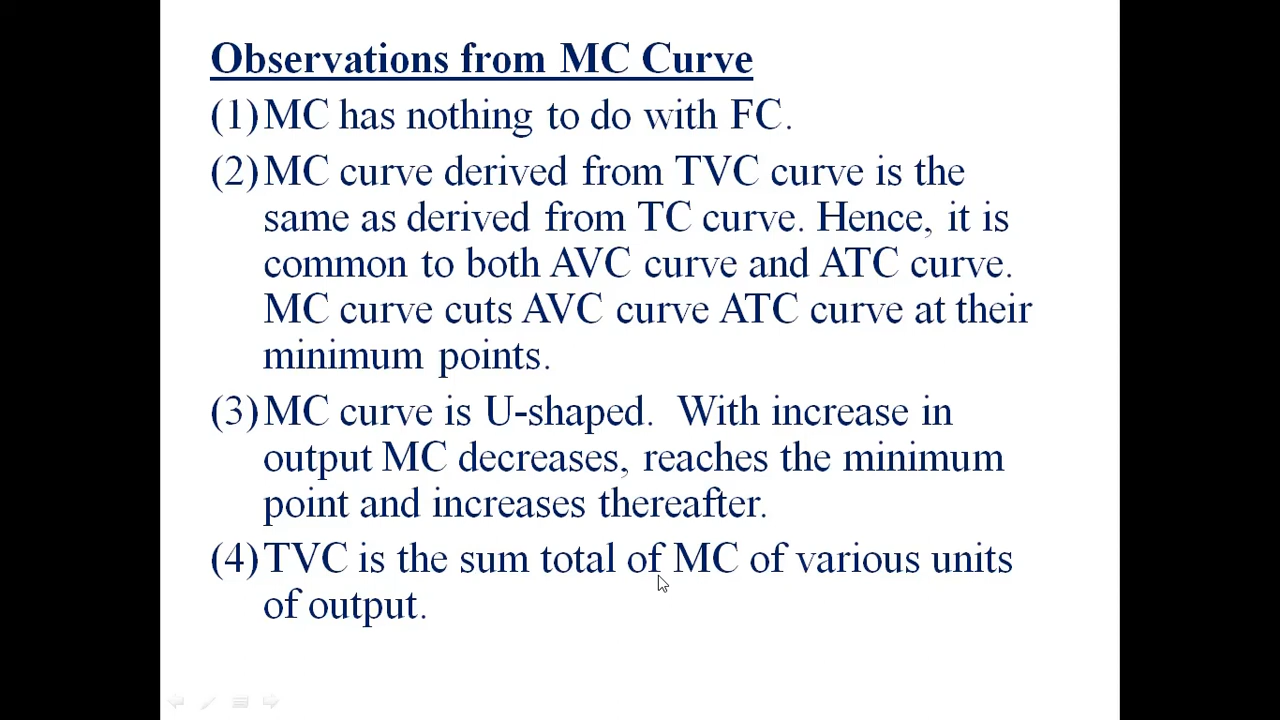 Observations from MC Curve
(1) MC has nothing to do with FC.
(2) MC curve derived from TVC curve is the
same as derived from TC curve. Hence, it is
common to both AVC curve and ATC curve.
MC curve cuts AVC curve ATC curve at their
minimum points.
(3) MC curve is U-shaped.  With increase in
output MC decreases, reaches the minimum
point and increases thereafter.
(4) TVC is the sum total of MC of various units
of output.